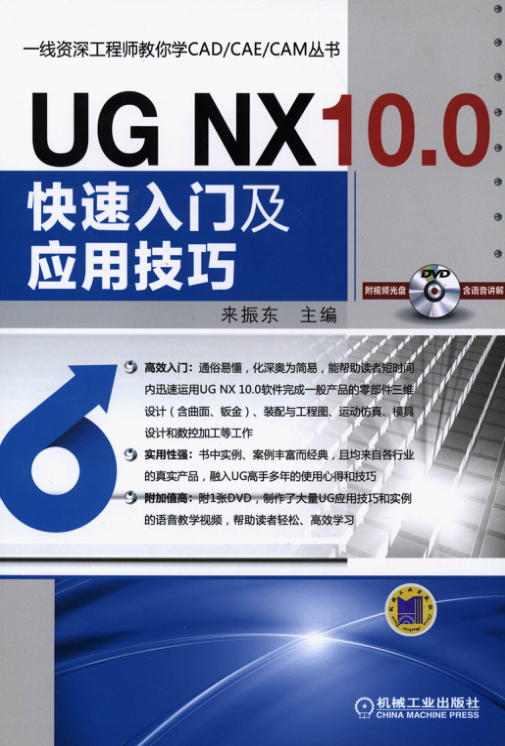 一线资深工程师教你学CAD/CAE/CAM丛书
UG NX 10.0
快速入门及
应用技巧
附视频光盘
DVD
含语音讲解
来振东 主编
高效入门：通俗易懂，化深奥为简易，能帮助读者短时间
内迅速运用UG NX 10.0软件完成一般产品的零部件三维
设计（含曲面、钣金）、装配与工程图、运动仿真、模具
设计和数控加工等工作
实用性强：书中实例、案例丰富而经典，且均来自各行业
的真实产品，融入UG高手多年的使用心得和技巧
附加值高：附1张DVD，制作了大量UG应用技巧和实例
的语音教学视频，帮助读者轻松、高效学习
机械工业出版社
CHINA MACHINE PRESS